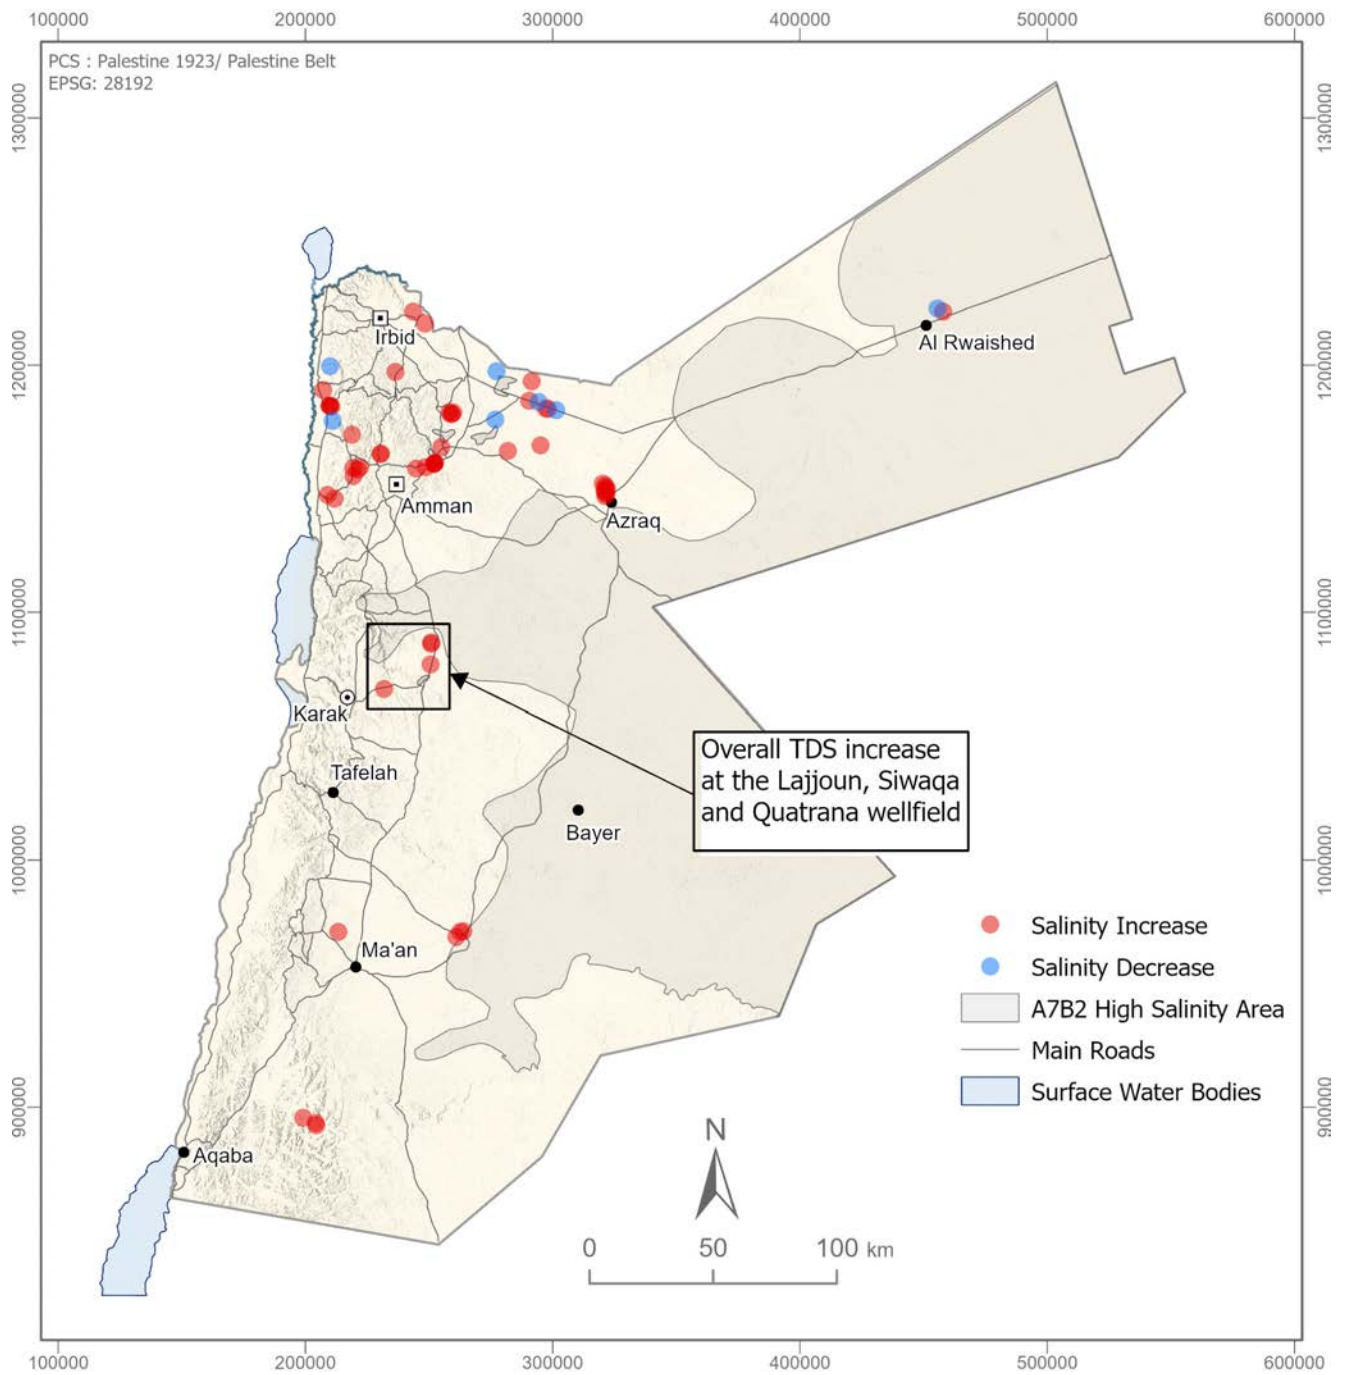 100000 200000 300000 400000 500000 600000
PCS : Palestine 1923/ Palestine Belt
EPSG: 28192
1300000 1300000
Irbid
Al Rwaished
1200000 1200000
Amman
Azraq
1100000 1100000
Karak
Overall TDS increase
at the Lajjoun, Siwaqa
and Quatrana wellfield
Tafelah
Bayer
1000000 1000000
Ma'an
Salinity Increase
Salinity Decrease
A7B2 High Salinity Area
Main Roads
Surface Water Bodies
900000 900000
Aqaba
N
0 50 100 km
100000 200000 300000 400000 500000 600000